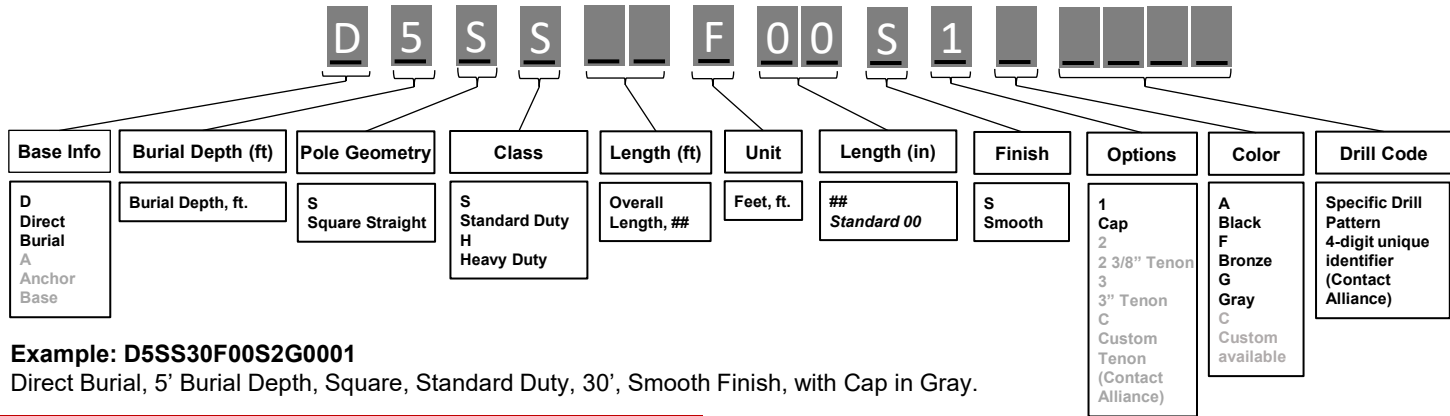 D 5 S S _ _ F 0 0 S 1 _ _ _ _ _
Base Info
Burial Depth (ft)
Pole Geometry
Class
Length (ft)
Unit
Length (in)
Finish
Options
Color
Drill Code
D
Direct
Burial
A
Anchor
Base
Burial Depth, ft.
S
Square Straight
S
Standard Duty
H
Heavy Duty
Overall
Length, ##
Feet, ft.
##
Standard 00
S
Smooth
1
Cap
2
2 3/8” Tenon
3
3” Tenon
C
Custom
Tenon
(Contact
Alliance)
A
Black
F
Bronze
G
Gray
C
Custom
available
Specific Drill
Pattern
4-digit unique
identifier
(Contact
Alliance)
Example: D5SS30F00S2G0001
Direct Burial, 5’ Burial Depth, Square, Standard Duty, 30’, Smooth Finish, with Cap in Gray.